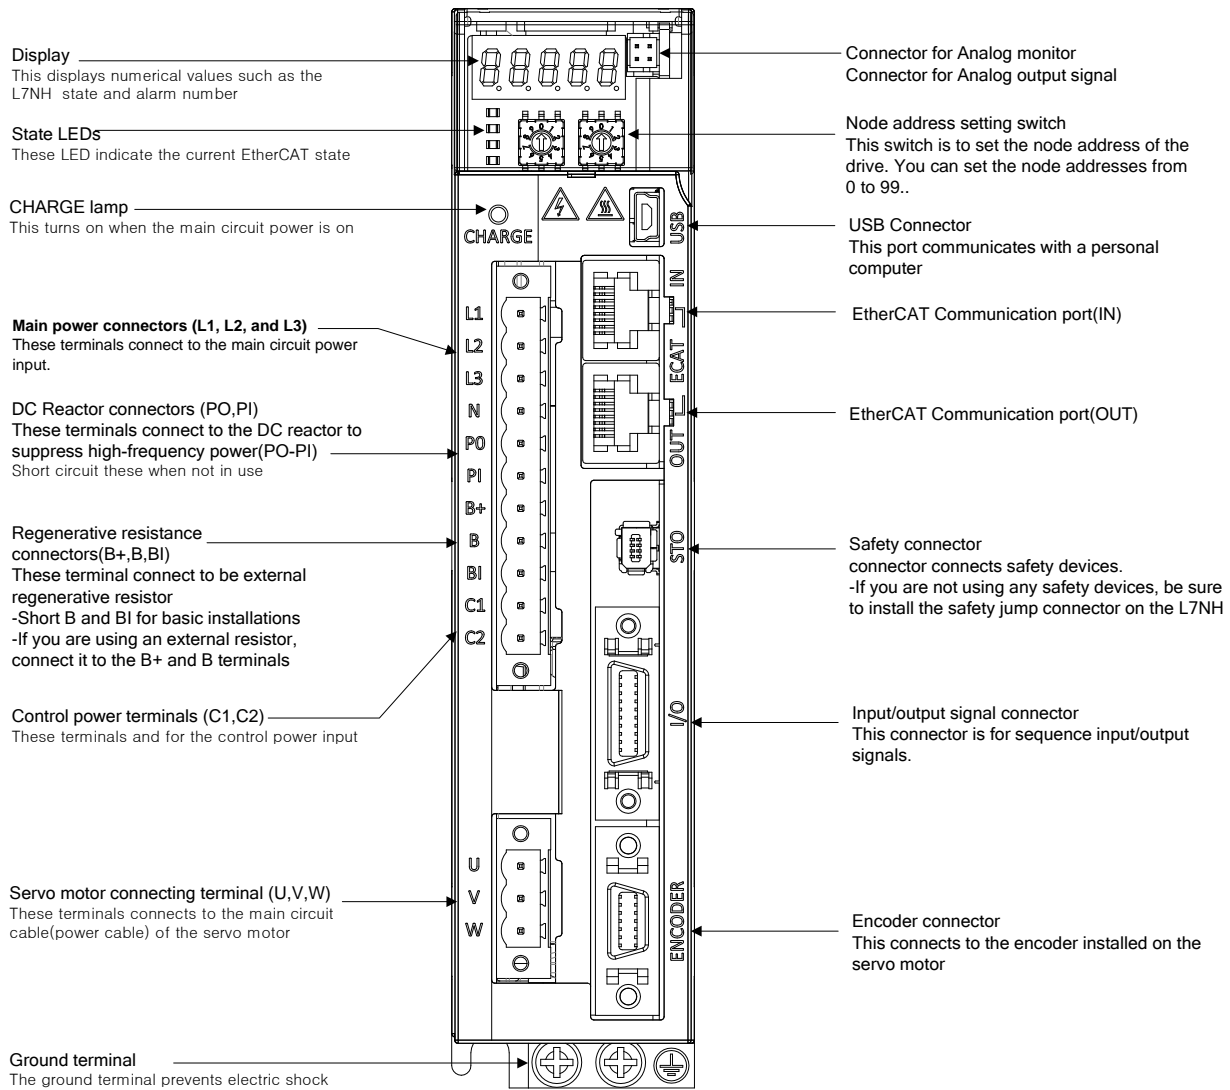 Display
This displays numerical values such as the
L7NH state and alarm number
State LEDs
These LED indicate the current EtherCAT state
CHARGE lamp
This turns on when the main circuit power is on
Main power connectors (L1, L2, and L3)
These terminals connect to the main circuit power
input.
DC Reactor connectors (PO,PI)
These terminals connect to the DC reactor to
suppress high-frequency power(PO-PI)
Short circuit these when not in use
Regenerative resistance
connectors(B+,B,BI)
These terminal connect to be external
regenerative resistor
-Short B and BI for basic installations
-If you are using an external resistor,
connect it to the B+ and B terminals
Control power terminals (C1,C2)
These terminals and for the control power input
Servo motor connecting terminal (U,V,W)
These terminals connects to the main circuit
cable(power cable) of the servo motor
Ground terminal
The ground terminal prevents electric shock
CHARGE
L1
L2
L3
N
P0
PI
B+
B
BI
C1
C2
U
V
W
USB
IN
ECAT
OUT
STO
I/O
ENCODER
Connector for Analog monitor
Connector for Analog output signal
Node address setting switch
This switch is to set the node address of the
drive. You can set the node addresses from
0 to 99..
USB Connector
This port communicates with a personal
computer
EtherCAT Communication port(IN)
EtherCAT Communication port(OUT)
Safety connector
connector connects safety devices.
-If you are not using any safety devices, be sure
to install the safety jump connector on the L7NH
Input/output signal connector
This connector is for sequence input/output
signals.
Encoder connector
This connects to the encoder installed on the
servo motor